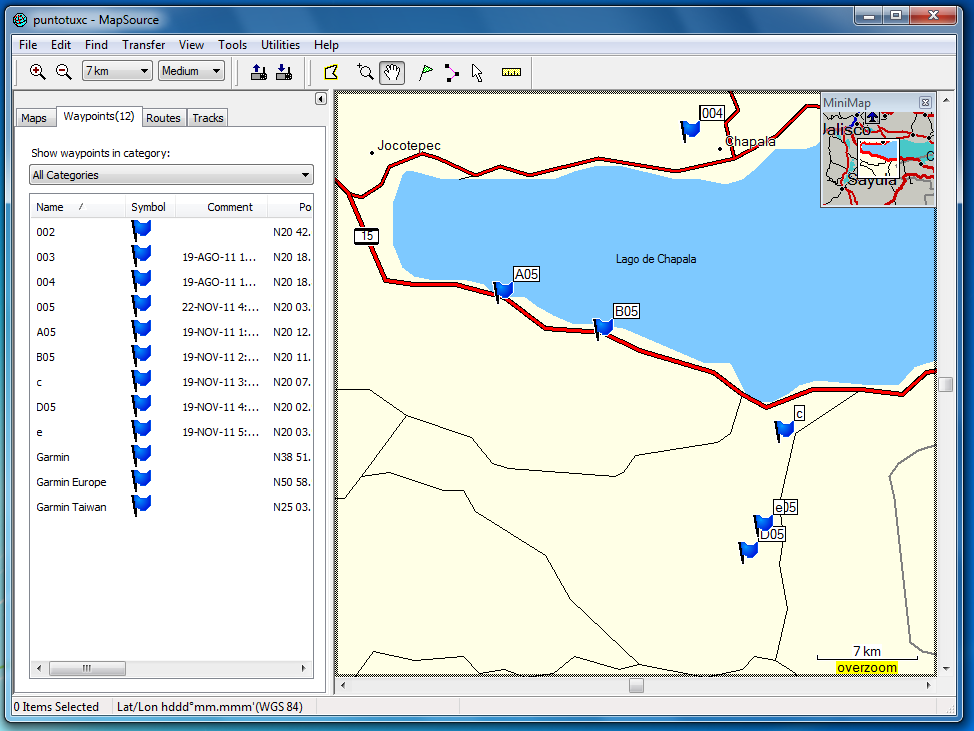 puntotuxc - MapSource
File Edit Find Transfer View Tools Utilities Help
7 km Medium
Maps Waypoints(12) Routes Tracks
Show waypoints in category:
All Categories
Name Symbol Comment Po
002 N20 42.
003 19-AGO-11 1... N20 18.
004 19-AGO-11 1... N20 18.
005 22-NOV-11 4:... N20 03.
A05 19-NOV-11 1:... N20 12.
B05 19-NOV-11 2:... N20 11.
c 19-NOV-11 3:... N20 07.
D05 19-NOV-11 4:... N20 02.
e 19-NOV-11 5:... N20 03.
Garmin N38 51.
Garmin Europe N50 58.
Garmin Taiwan N25 03.
MiniMap
Jalisco
Sayula
004
Chapala
Jocotepec
15
Lago de Chapala
A05
B05
c
e
D05
7 km
overzoom
0 Items Selected Lat/Lon hddd°mm.mmm'(WGS 84)